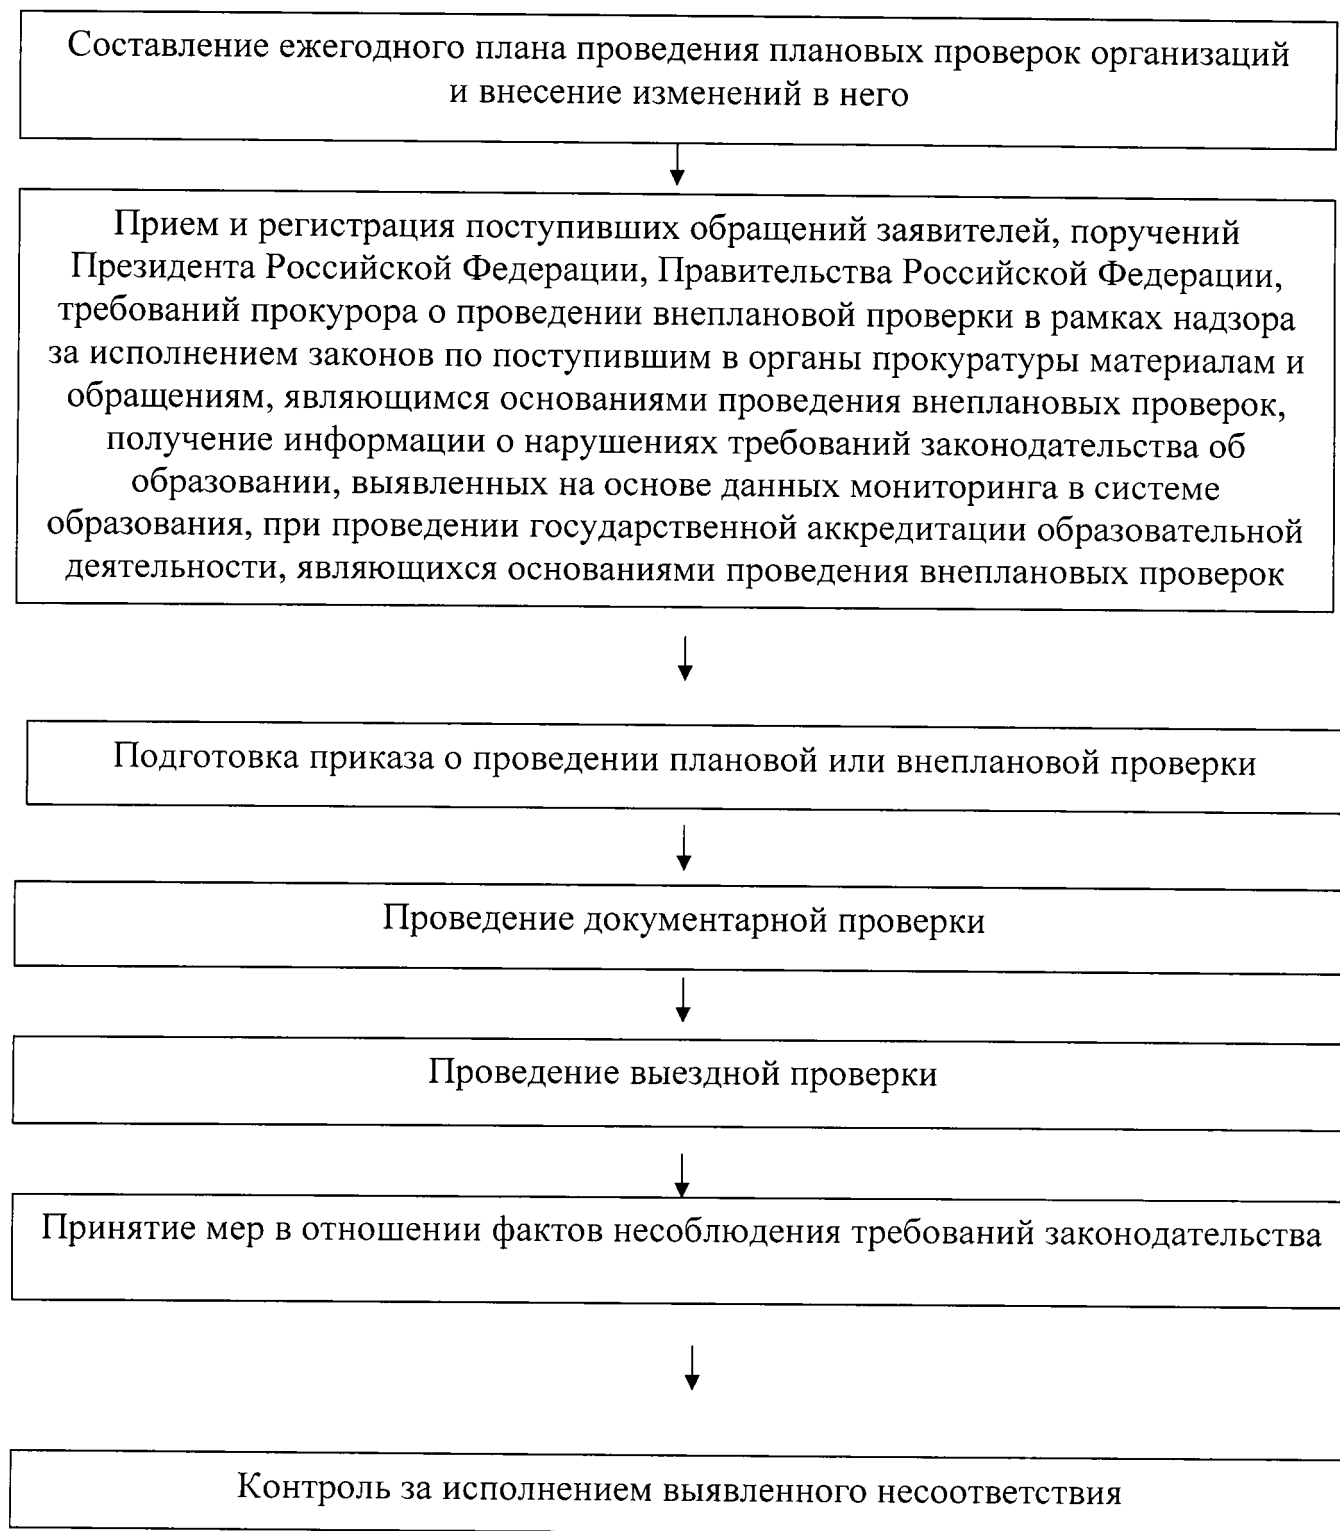 Составление ежегодного плана проведения плановых проверок организаций
и внесение изменений в него
Прием и регистрация поступивших обращений заявителей, поручений
Президента Российской Федерации, Правительства Российской Федерации,
требований прокурора о проведении внеплановой проверки в рамках надзора
за исполнением законов по поступившим в органы прокуратуры материалам и
обращениям, являющимся основаниями проведения внеплановых проверок,
получение информации о нарушениях требований законодательства об
образовании, выявленных на основе данных мониторинга в системе
образования, при проведении государственной аккредитации образовательной
деятельности, являющихся основаниями проведения внеплановых проверок
Подготовка приказа о проведении плановой или внеплановой проверки
Проведение документарной проверки
Проведение выездной проверки
Принятие мер в отношении фактов несоблюдения требований законодательства
Контроль за исполнением выявленного несоответствия